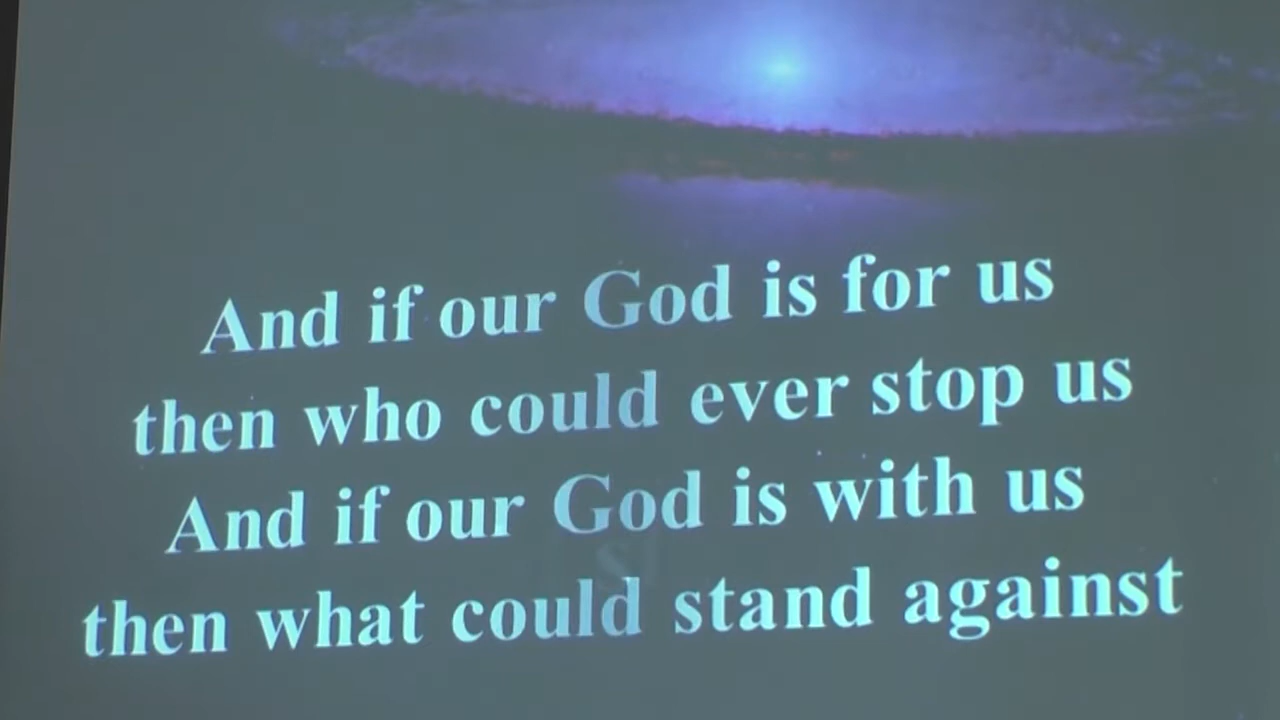 And if our God is for us
then who could ever stop us
And if our God is with us
then what could stand against